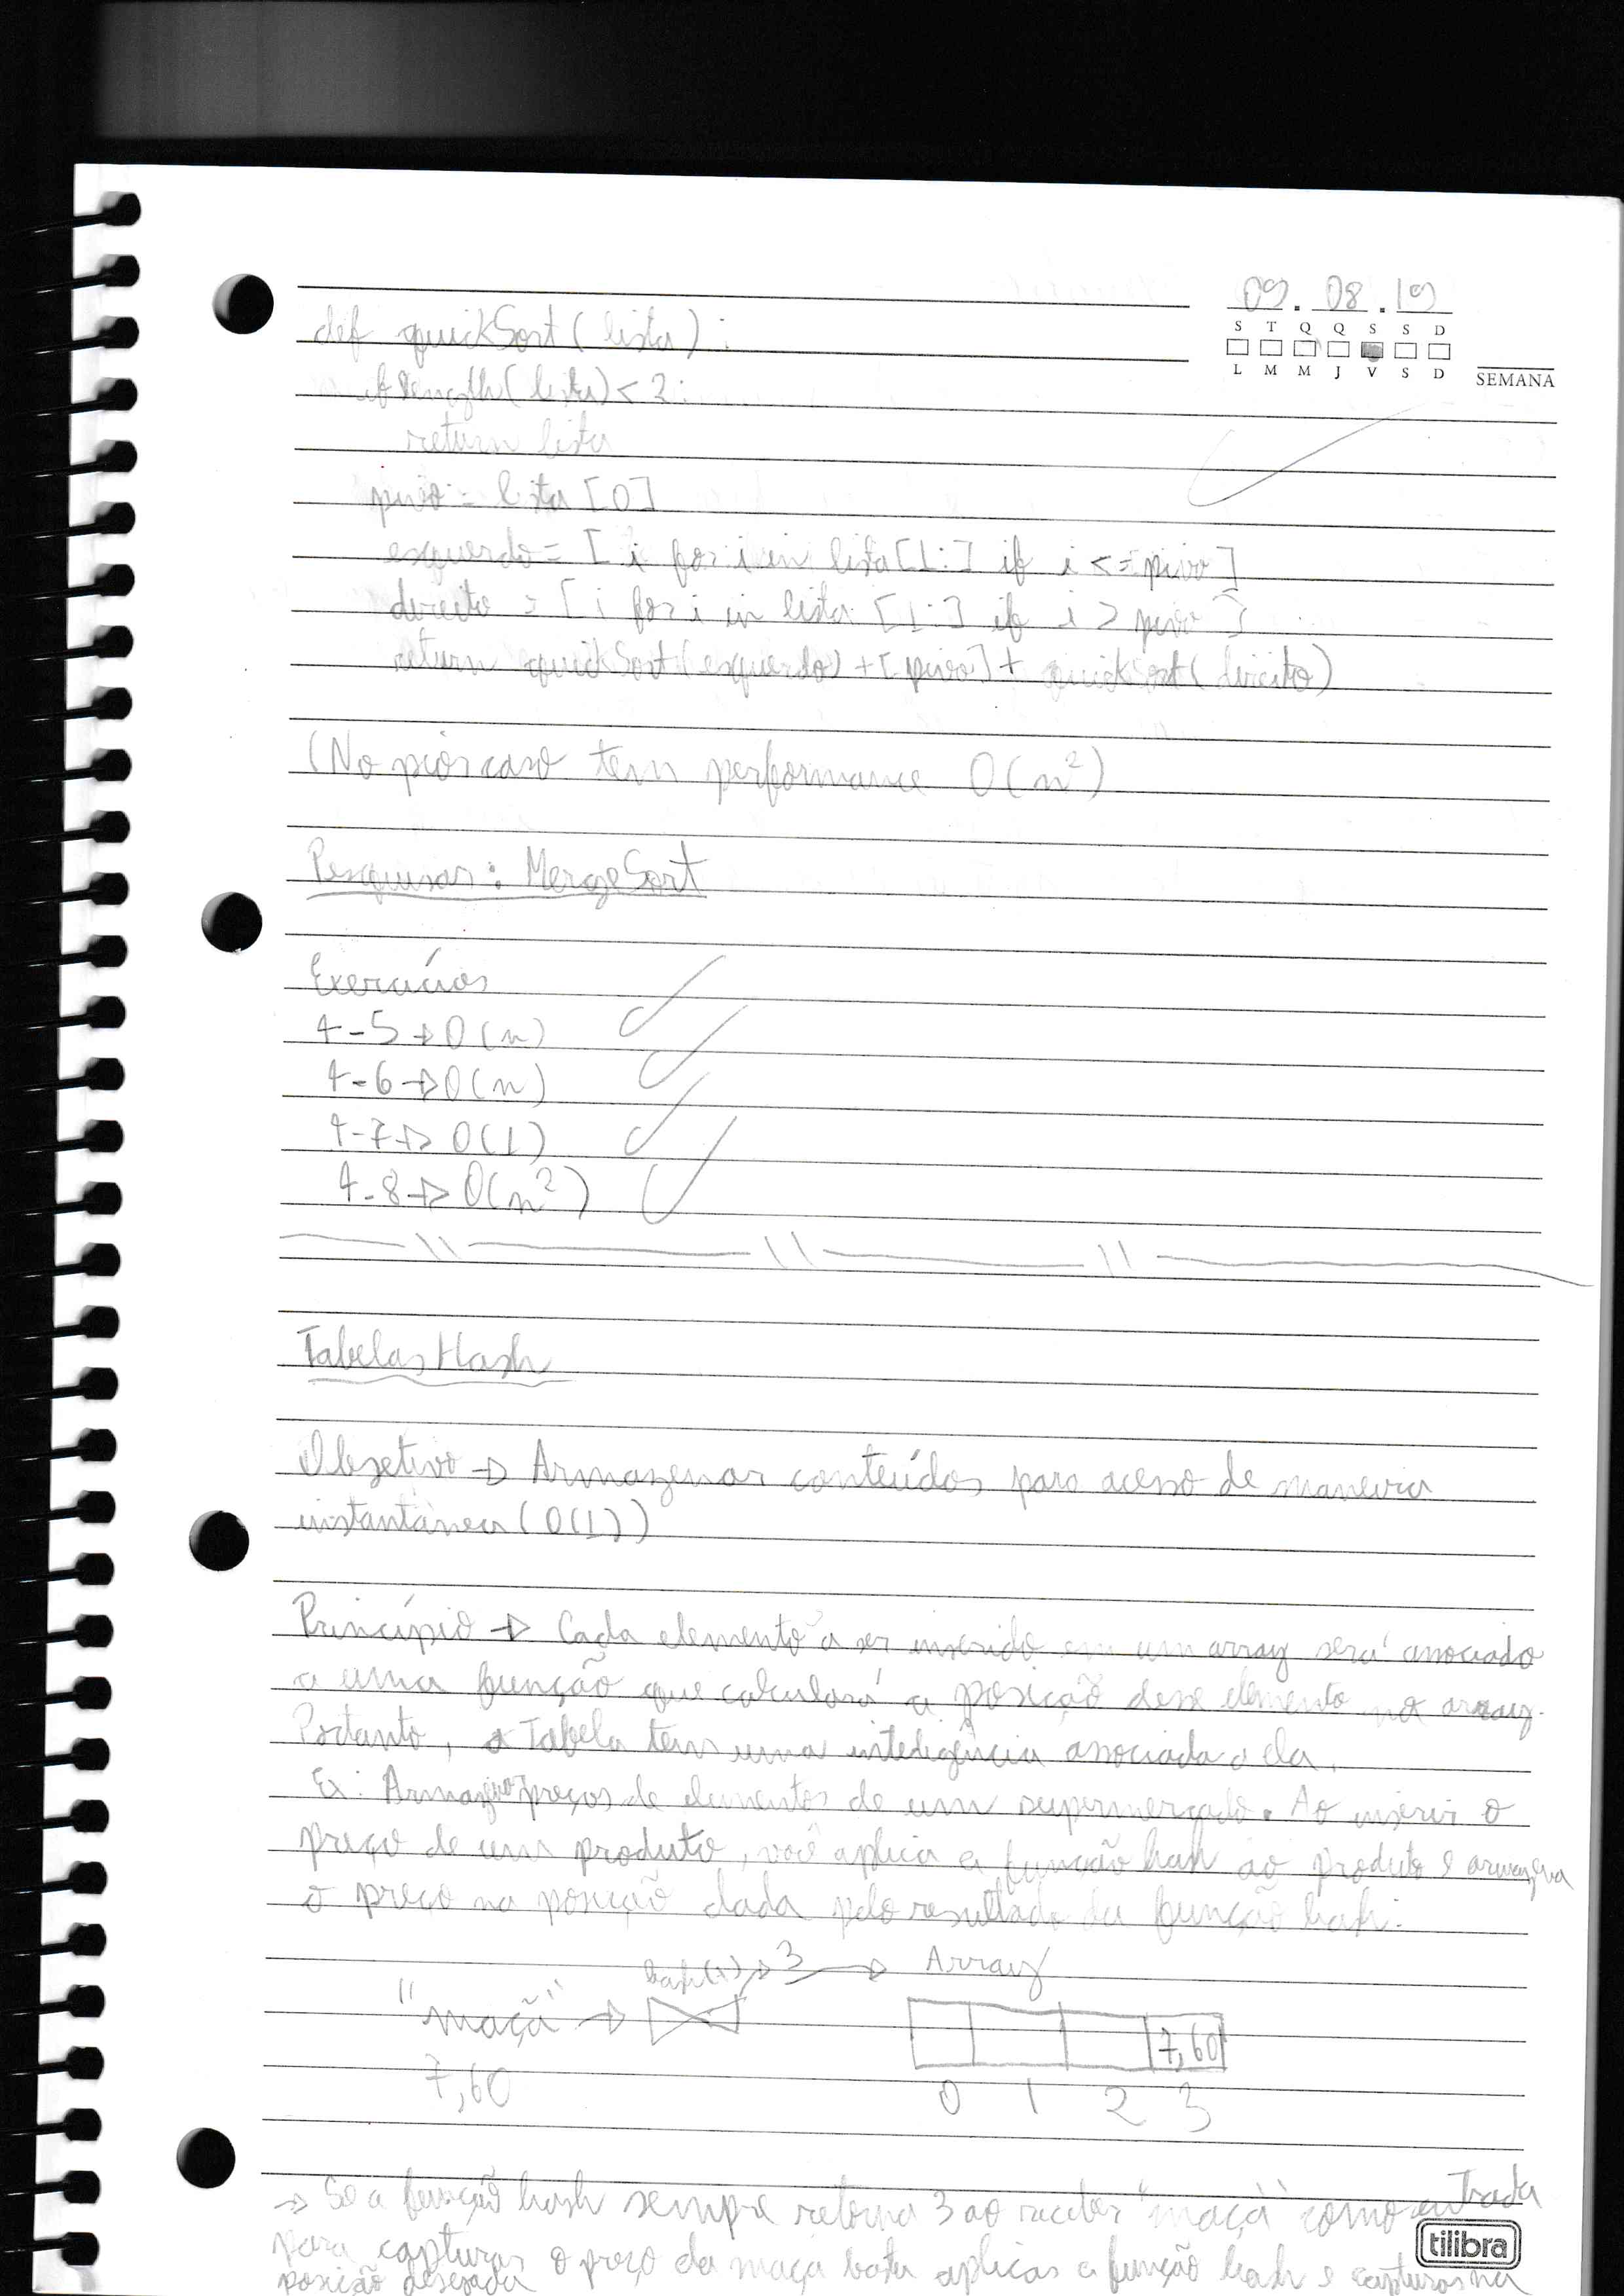 09.08.19
S T Q Q S S D
L M M J V S D
SEMANA
def quickSort(lista):
if length(lista) < 2:
return lista
pivo = lista[0]
esquerdo = [i for i in lista[1:] if i <= pivo]
direito = [i for i in lista[1:] if i > pivo]
return quickSort(esquerdo) + [pivo] + quickSort(direito)
(No pior caso tem performance O(n²)
Pesquisar: MergeSort
Exercícios
4-5 → O(n)
4-6 → O(n)
4-7 → O(1)
4-8 → O(n²)
Tabelas Hash
Objetivo → Armazenar conteúdos para acesso de maneira
instantânea (O(1))
Princípio → Cada elemento a ser inserido em um array será associado
a uma função que calculará a posição desse elemento no array.
Portanto, a Tabela tem uma inteligência associada a ela.
Ex: Armazenar preços de elementos de um supermercado. Ao inserir o
preço de um produto, você aplica a função hash ao produto e armazena
o preço na posição dada pelo resultado da função hash.
hash(x) → 3 → Array
"maçã" →
7,60
7,60
0 1 2 3
→ Se a função hash sempre retorna 3 ao receber "maçã" como entrada
para capturar o preço da maça basta aplicar a função hash e capturar na
posição desejada
tilibra